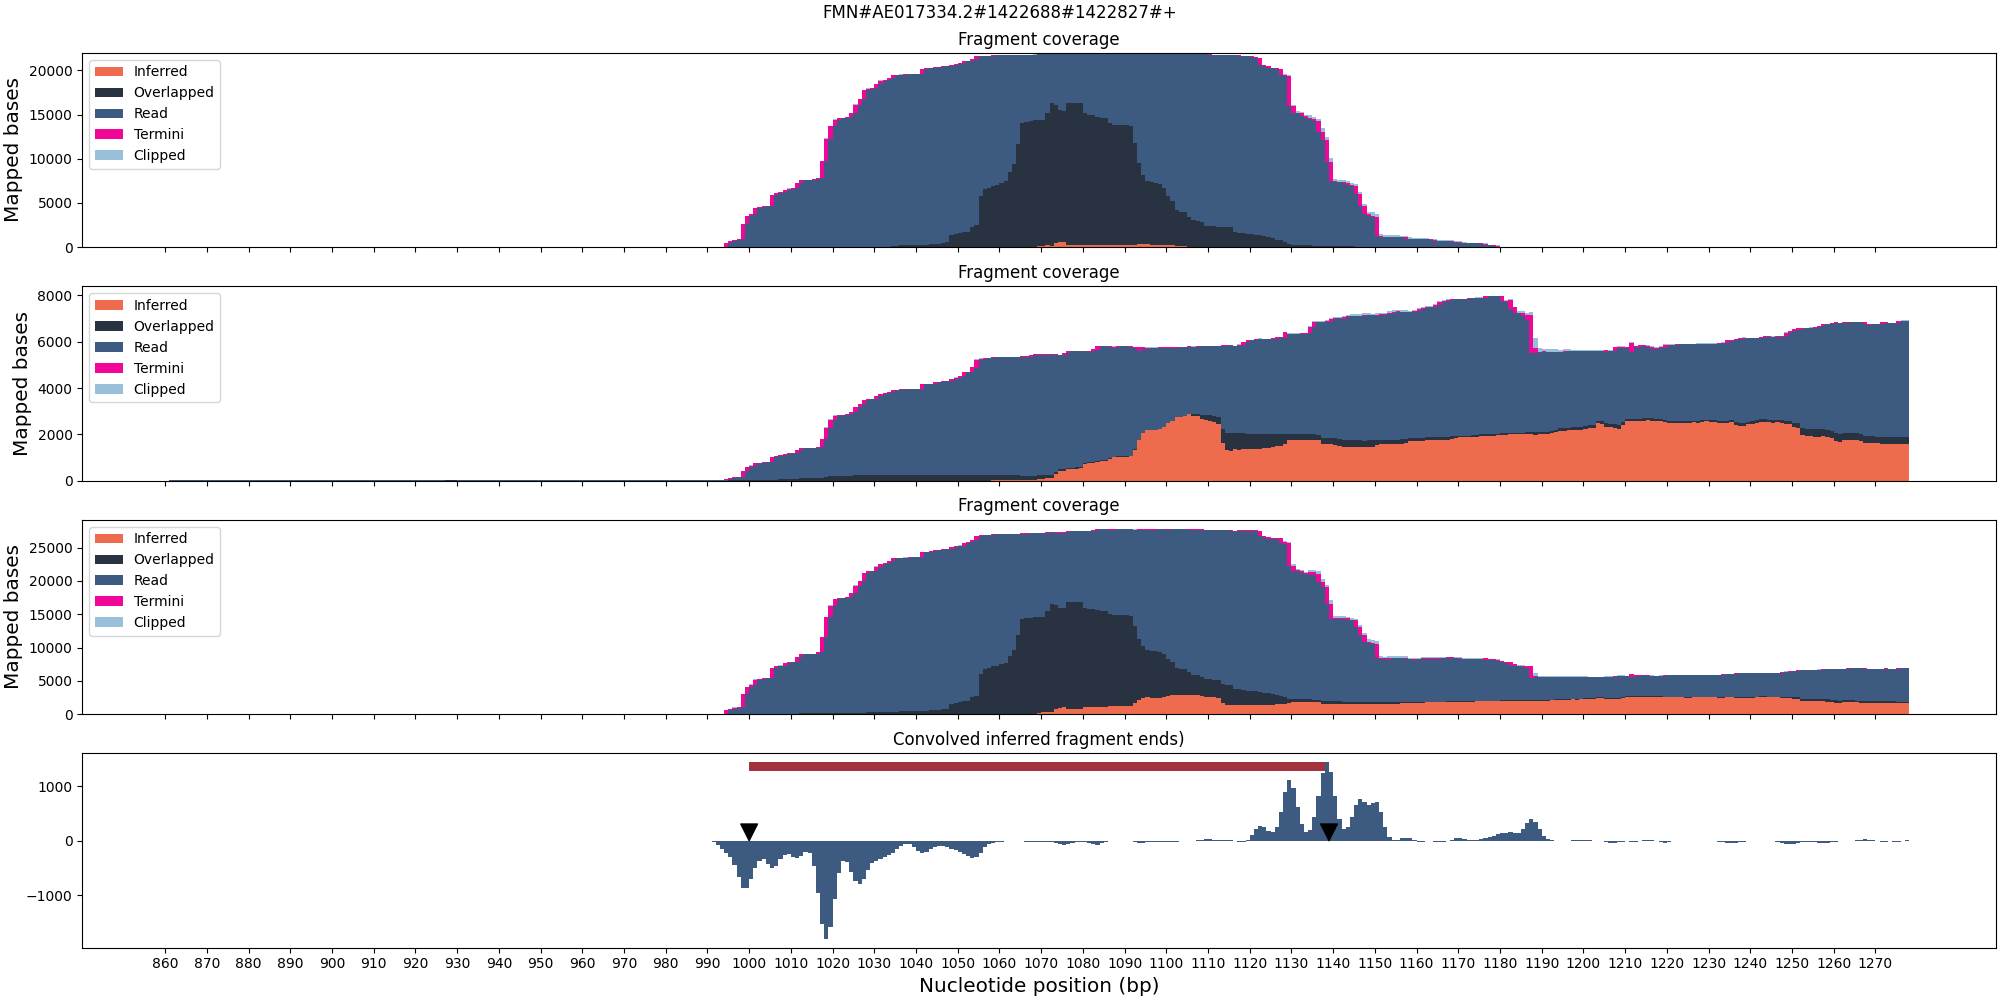 FMN#AE017334.2#1422688#1422827#+
Fragment coverage
Mapped bases
20000
15000
10000
5000
0
Inferred
Overlapped
Read
Termini
Clipped
Fragment coverage
Mapped bases
8000
6000
4000
2000
0
Inferred
Overlapped
Read
Termini
Clipped
Fragment coverage
Mapped bases
25000
20000
15000
10000
5000
0
Inferred
Overlapped
Read
Termini
Clipped
Convolved inferred fragment ends)
1000
0
−1000
860 870 880 890 900 910 920 930 940 950 960 970 980 990 1000 1010 1020 1030 1040 1050 1060 1070 1080 1090 1100 1110 1120 1130 1140 1150 1160 1170 1180 1190 1200 1210 1220 1230 1240 1250 1260 1270
Nucleotide position (bp)